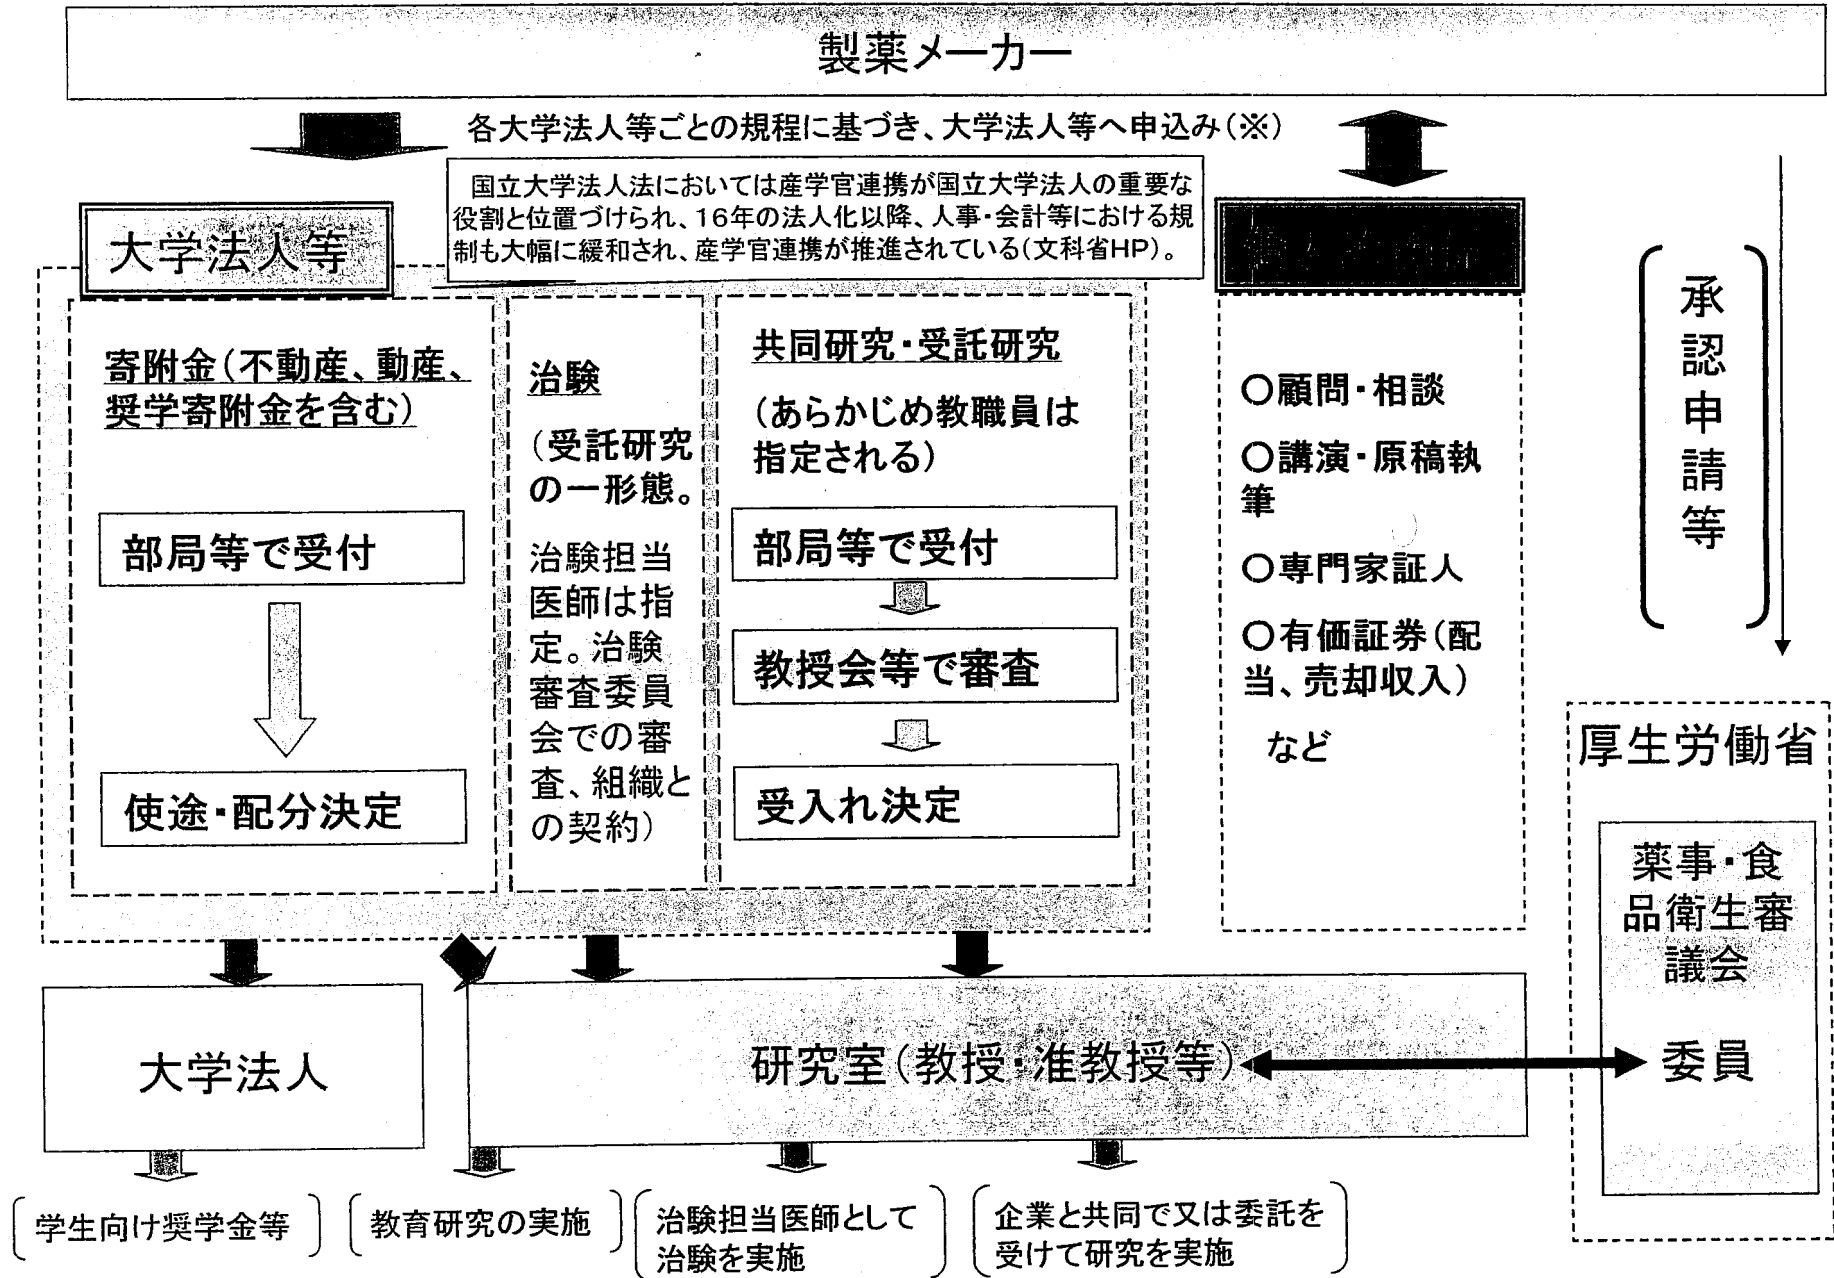 製薬メーカー
各大学法人等ごとの規程に基づき、大学法人等へ申込み(※)
国立大学法人法においては産学官連携が国立大学法人の重要な
役割と位置づけられ、16年の法人化以降、人事・会計等における規
制も大幅に緩和され、産学官連携が推進されている(文科省HP)。
大学法人等
寄附金(不動産、動産、
奨学寄附金を含む)
部局等で受付
使途・配分決定
治験
(受託研究
の一形態。
治験担当
医師は指
定。治験
審査委員
会での審
査、組織と
の契約)
共同研究・受託研究
(あらかじめ教職員は
指定される)
部局等で受付
教授会等で審査
受入れ決定
○顧問・相談
○講演・原稿執
筆
○専門家証人
○有価証券(配
当、売却収入)
など
承認申請等
厚生労働省
薬事・食
品衛生審
議会
委員
大学法人
研究室(教授・准教授等)
学生向け奨学金等
教育研究の実施
治験担当医師として
治験を実施
企業と共同で又は委託を
受けて研究を実施